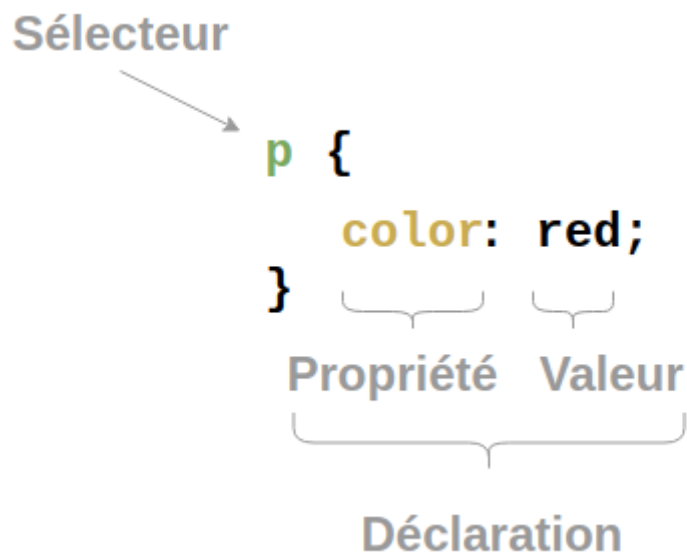 Sélecteur
p {
color: red;
}
Propriété Valeur
Déclaration